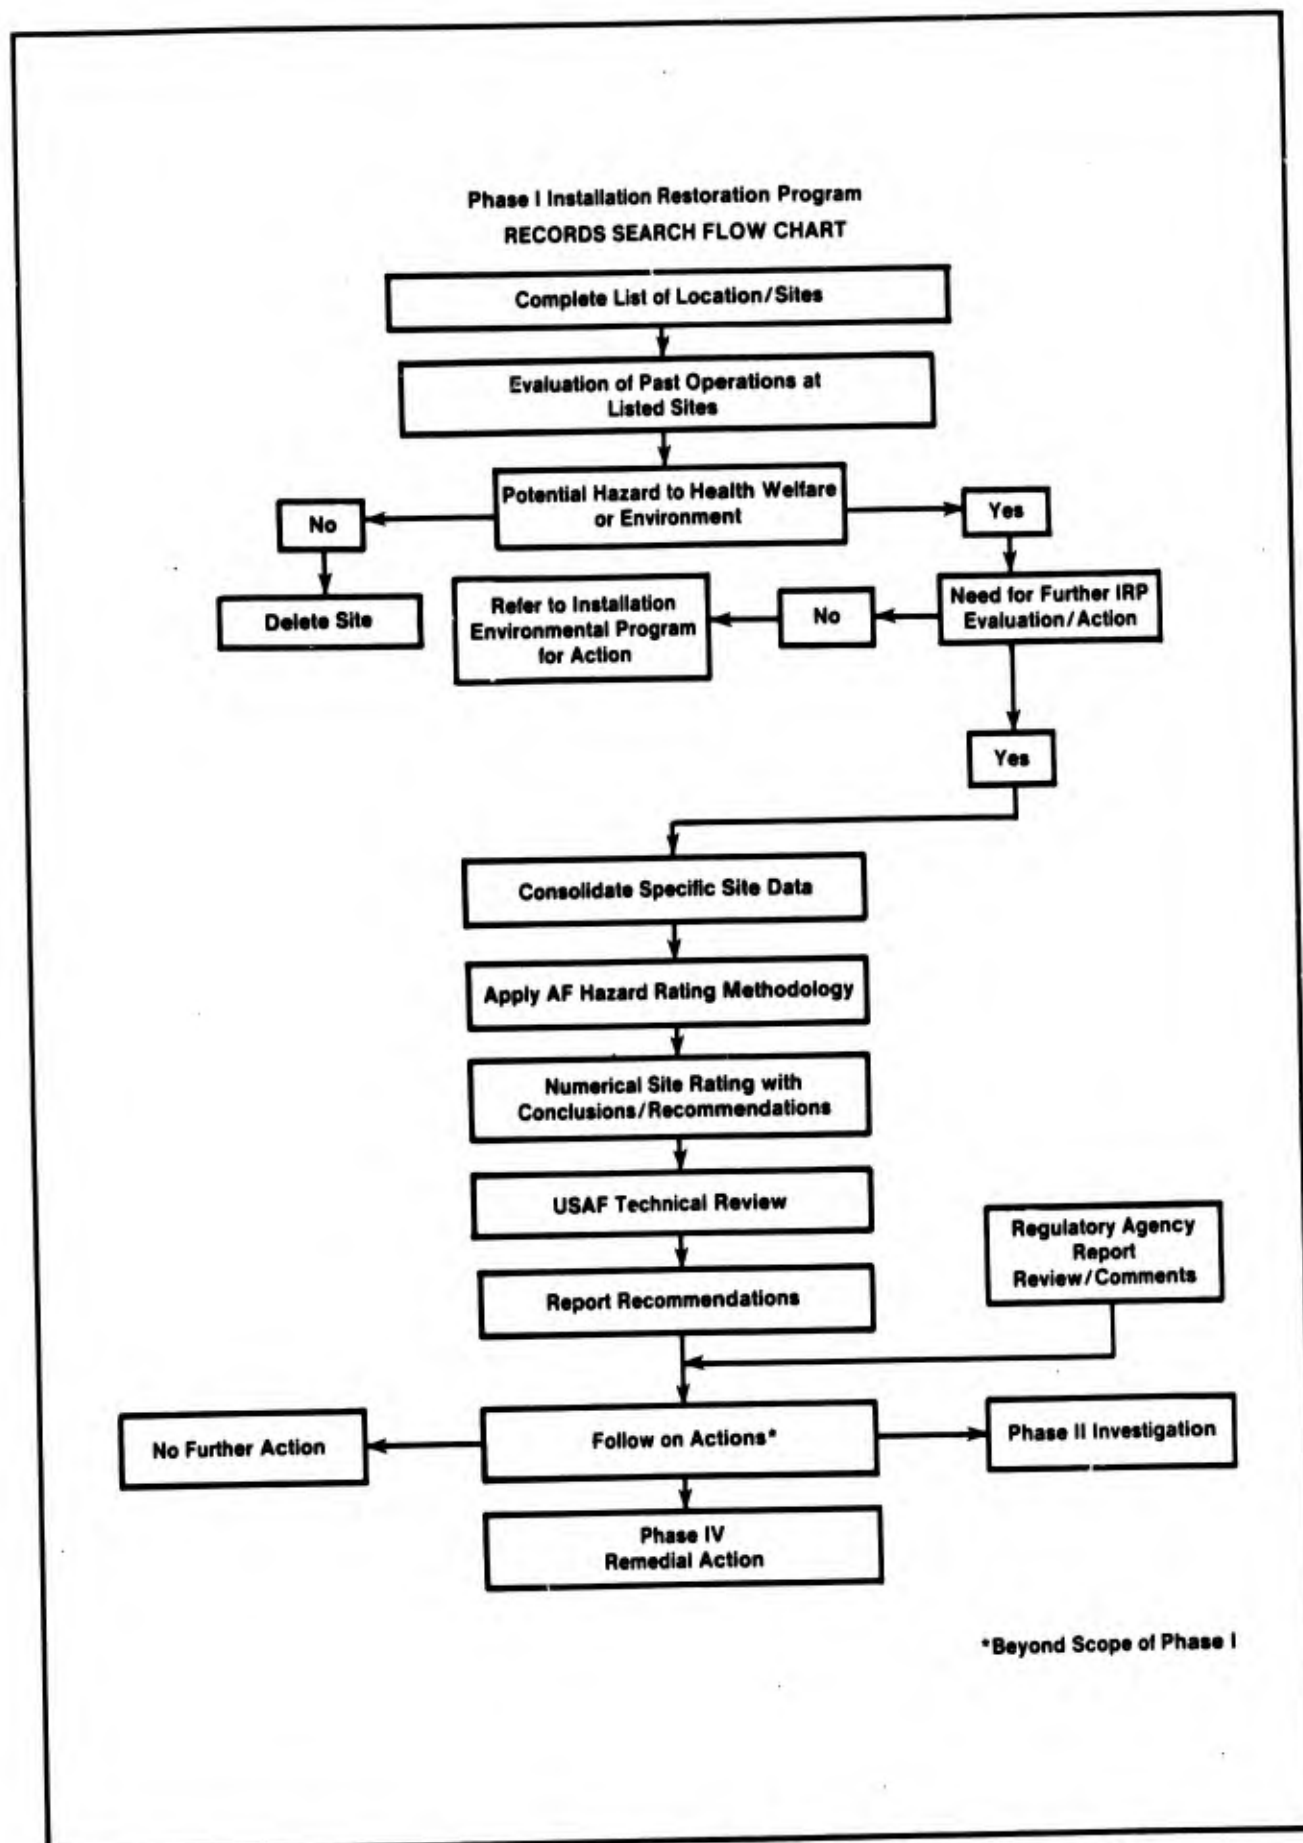 Phase I Installation Restoration Program
RECORDS SEARCH FLOW CHART
Complete List of Location/Sites
Evaluation of Past Operations at
Listed Sites
Potential Hazard to Health Welfare
or Environment
No
Yes
Delete Site
Refer to Installation
Environmental Program
for Action
No
Need for Further IRP
Evaluation/Action
Yes
Consolidate Specific Site Data
Apply AF Hazard Rating Methodology
Numerical Site Rating with
Conclusions/Recommendations
USAF Technical Review
Regulatory Agency
Report
Review/Comments
Report Recommendations
No Further Action
Follow on Actions*
Phase II Investigation
Phase IV
Remedial Action
*Beyond Scope of Phase I